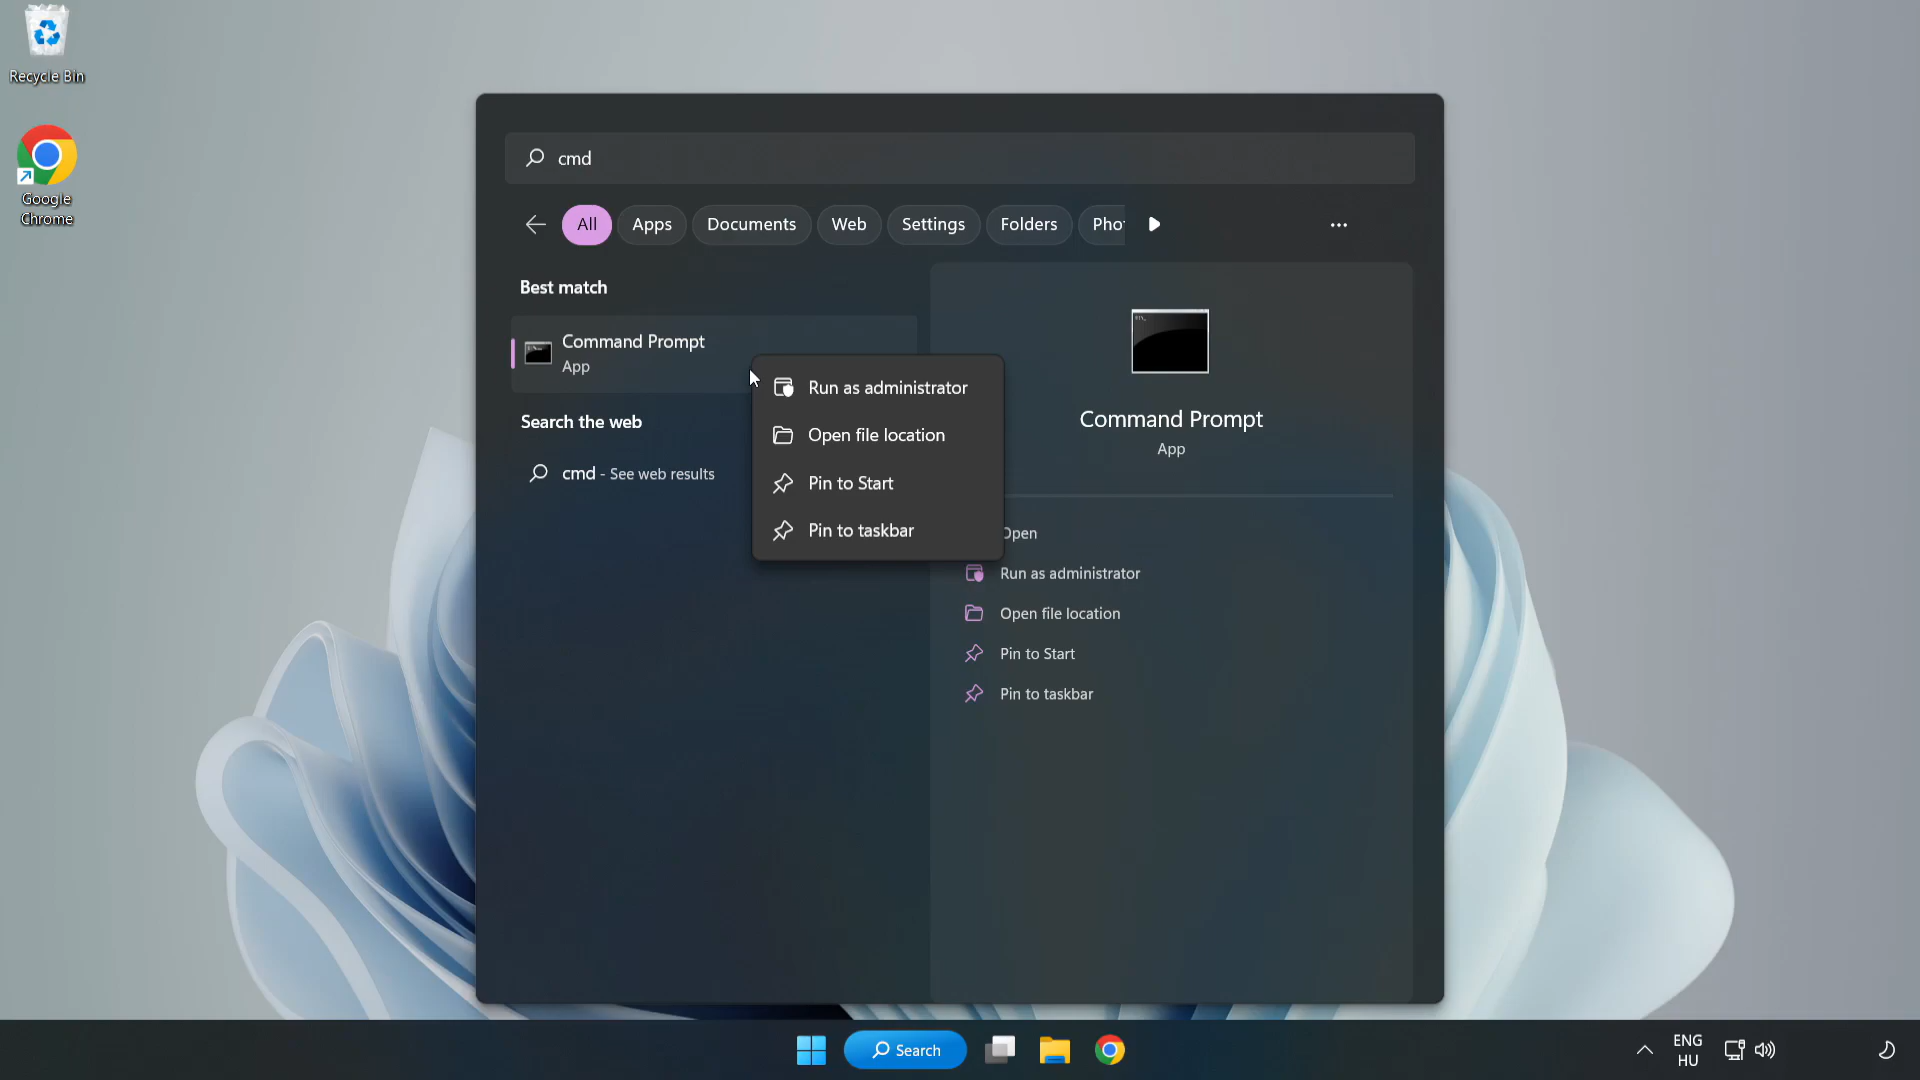 Recycle Bin
Google
Chrome
cmd
All
Apps
Documents
Web
Settings
Folders
Best match
Command Prompt
App
Search the web
cmd - See web results
Run as administrator
Open file location
Pin to Start
Pin to taskbar
Command Prompt
App
Open
Run as administrator
Open file location
Pin to Start
Pin to taskbar
Search
ENG
HU